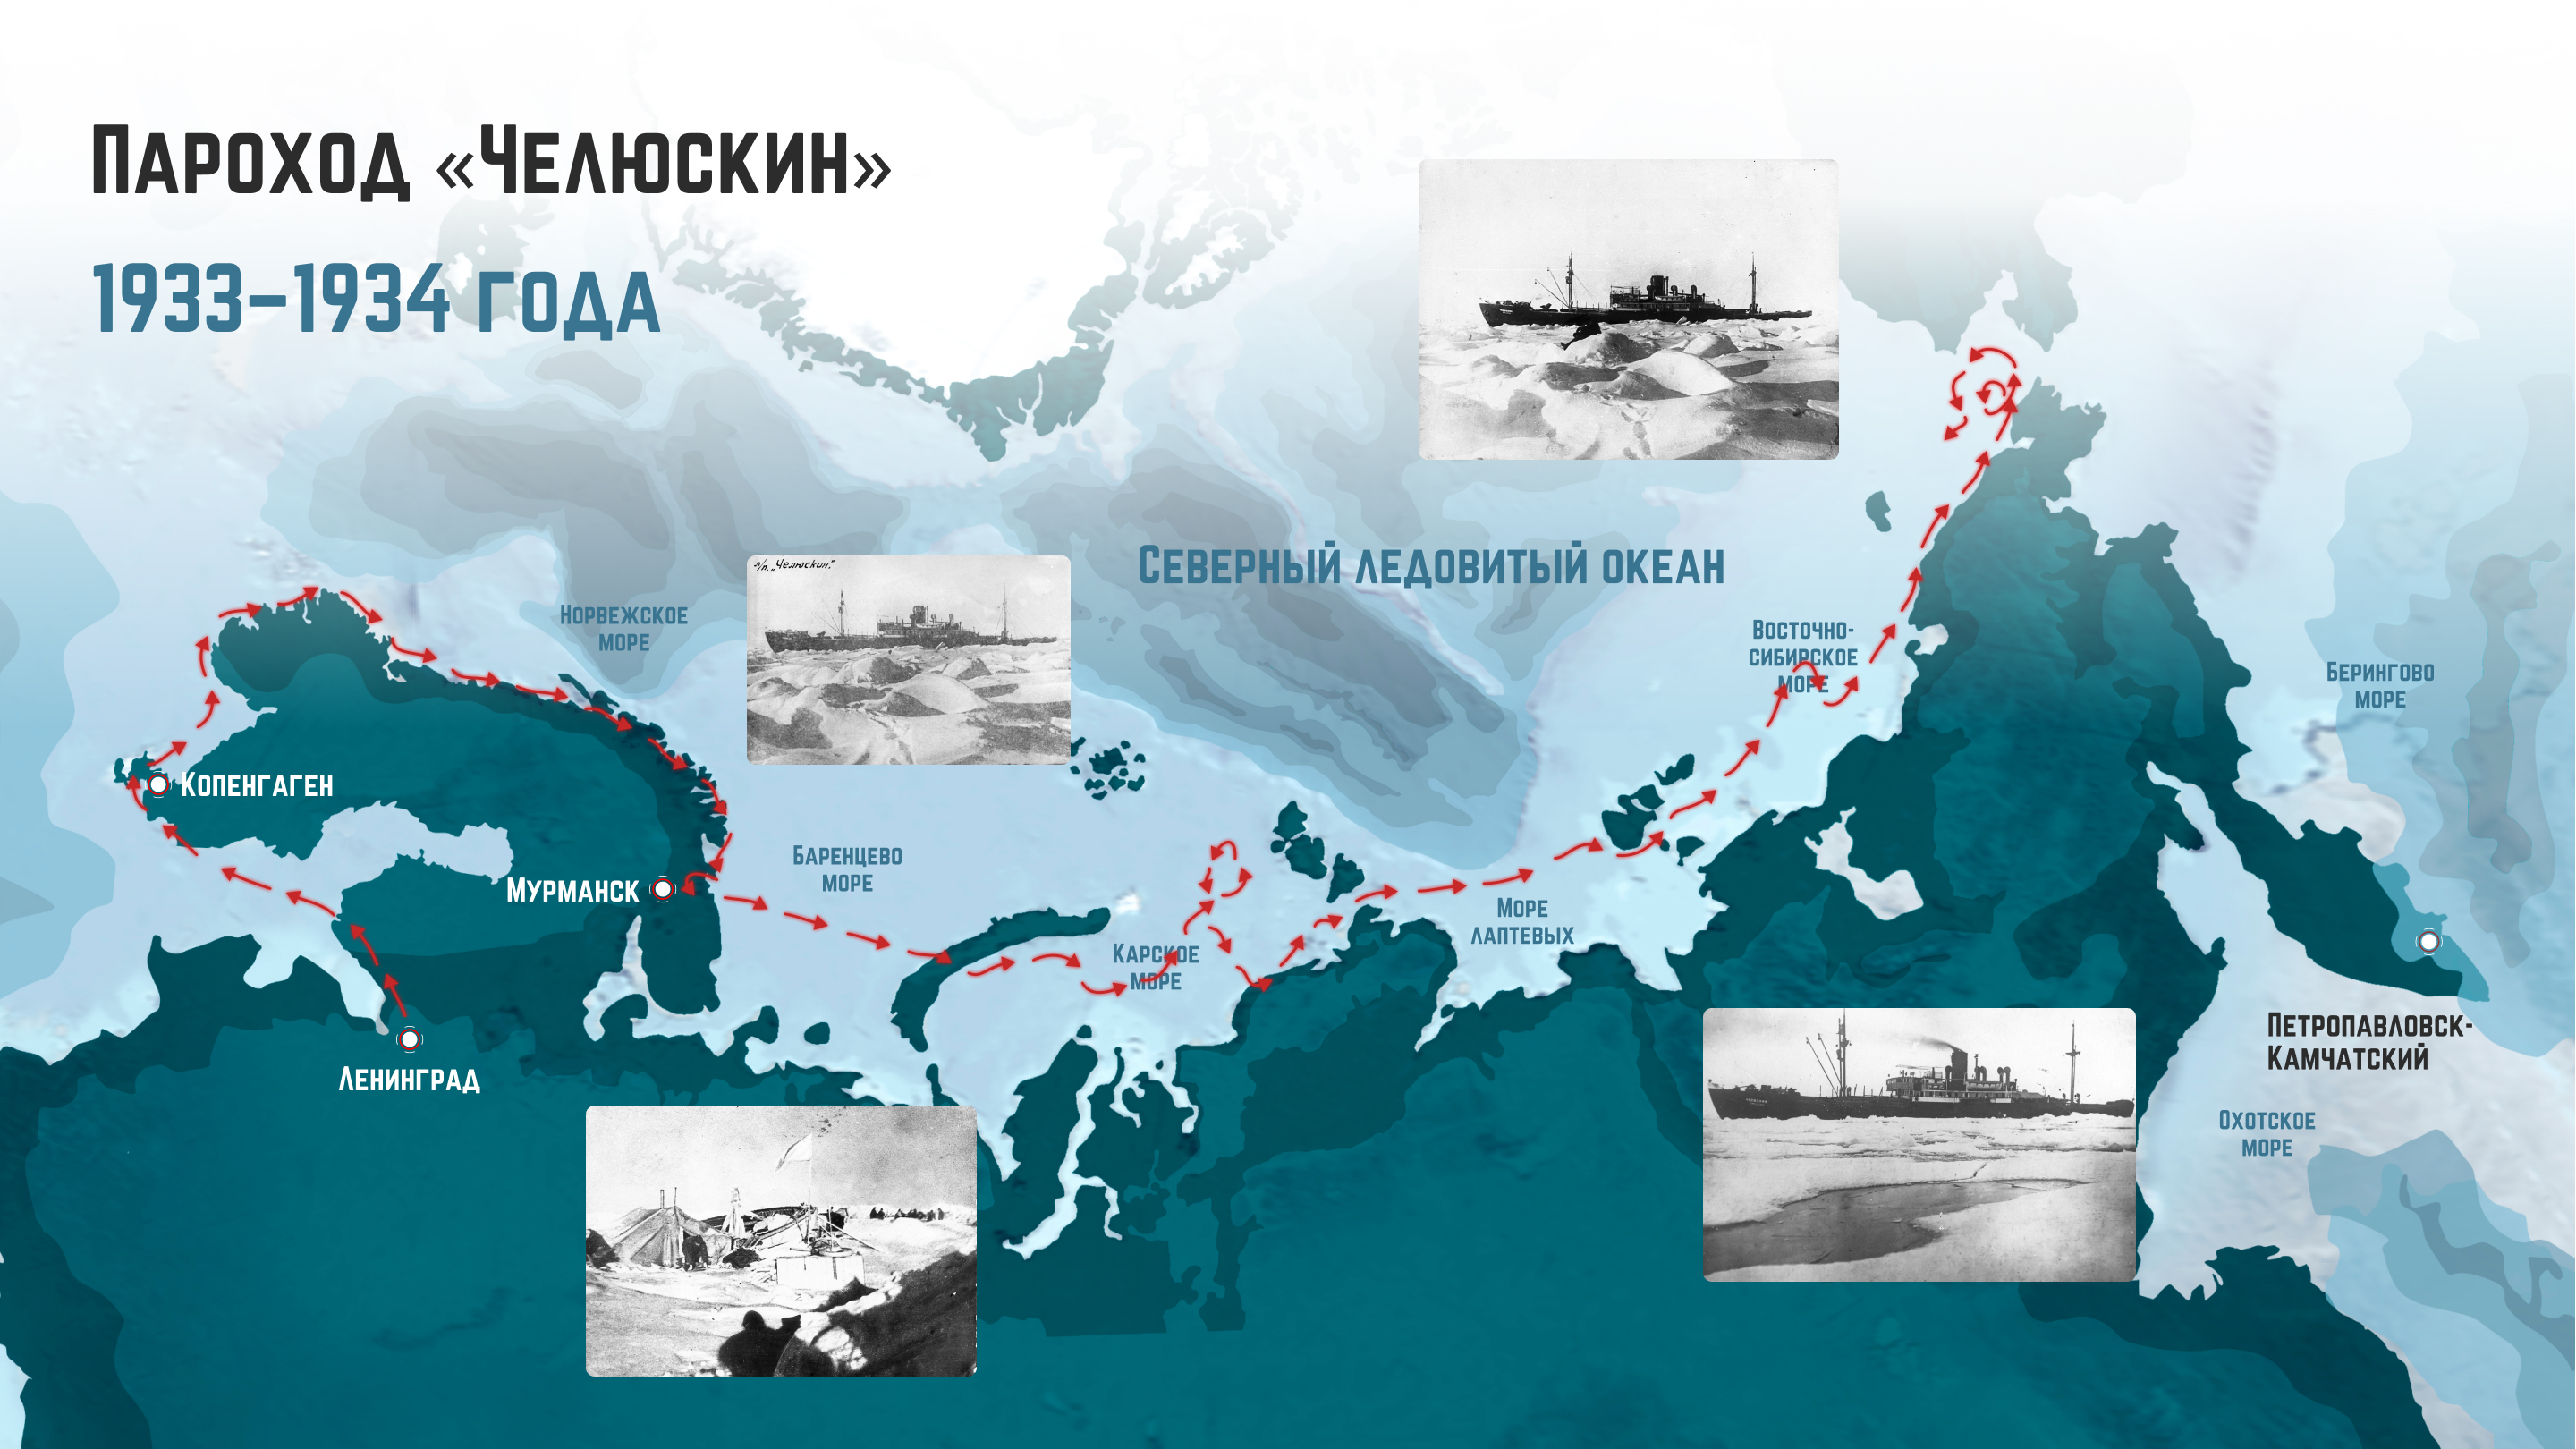 Пароход «Челюскин»
1933–1934 года
п/п. „Челюскин."
Северный ледовитый океан
Норвежское
море
Восточно-
сибирское
море
Берингово
море
Копенгаген
Баренцево
море
Мурманск
Море
лаптевых
Карское
море
Петропавловск-
Камчатский
Ленинград
Охотское
море